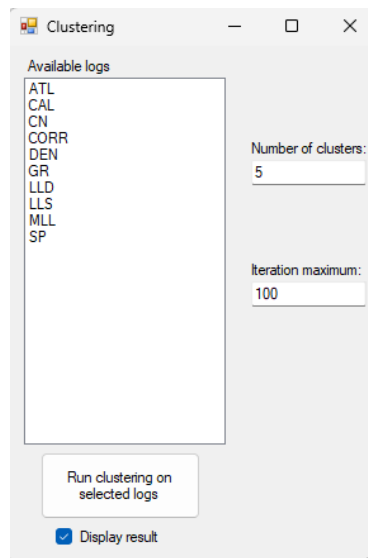 Clustering
Available logs
ATL
CAL
CN
CORR
DEN
GR
LLD
LLS
MLL
SP
Number of clusters:
5
Iteration maximum:
100
Run clustering on
selected logs
Display result